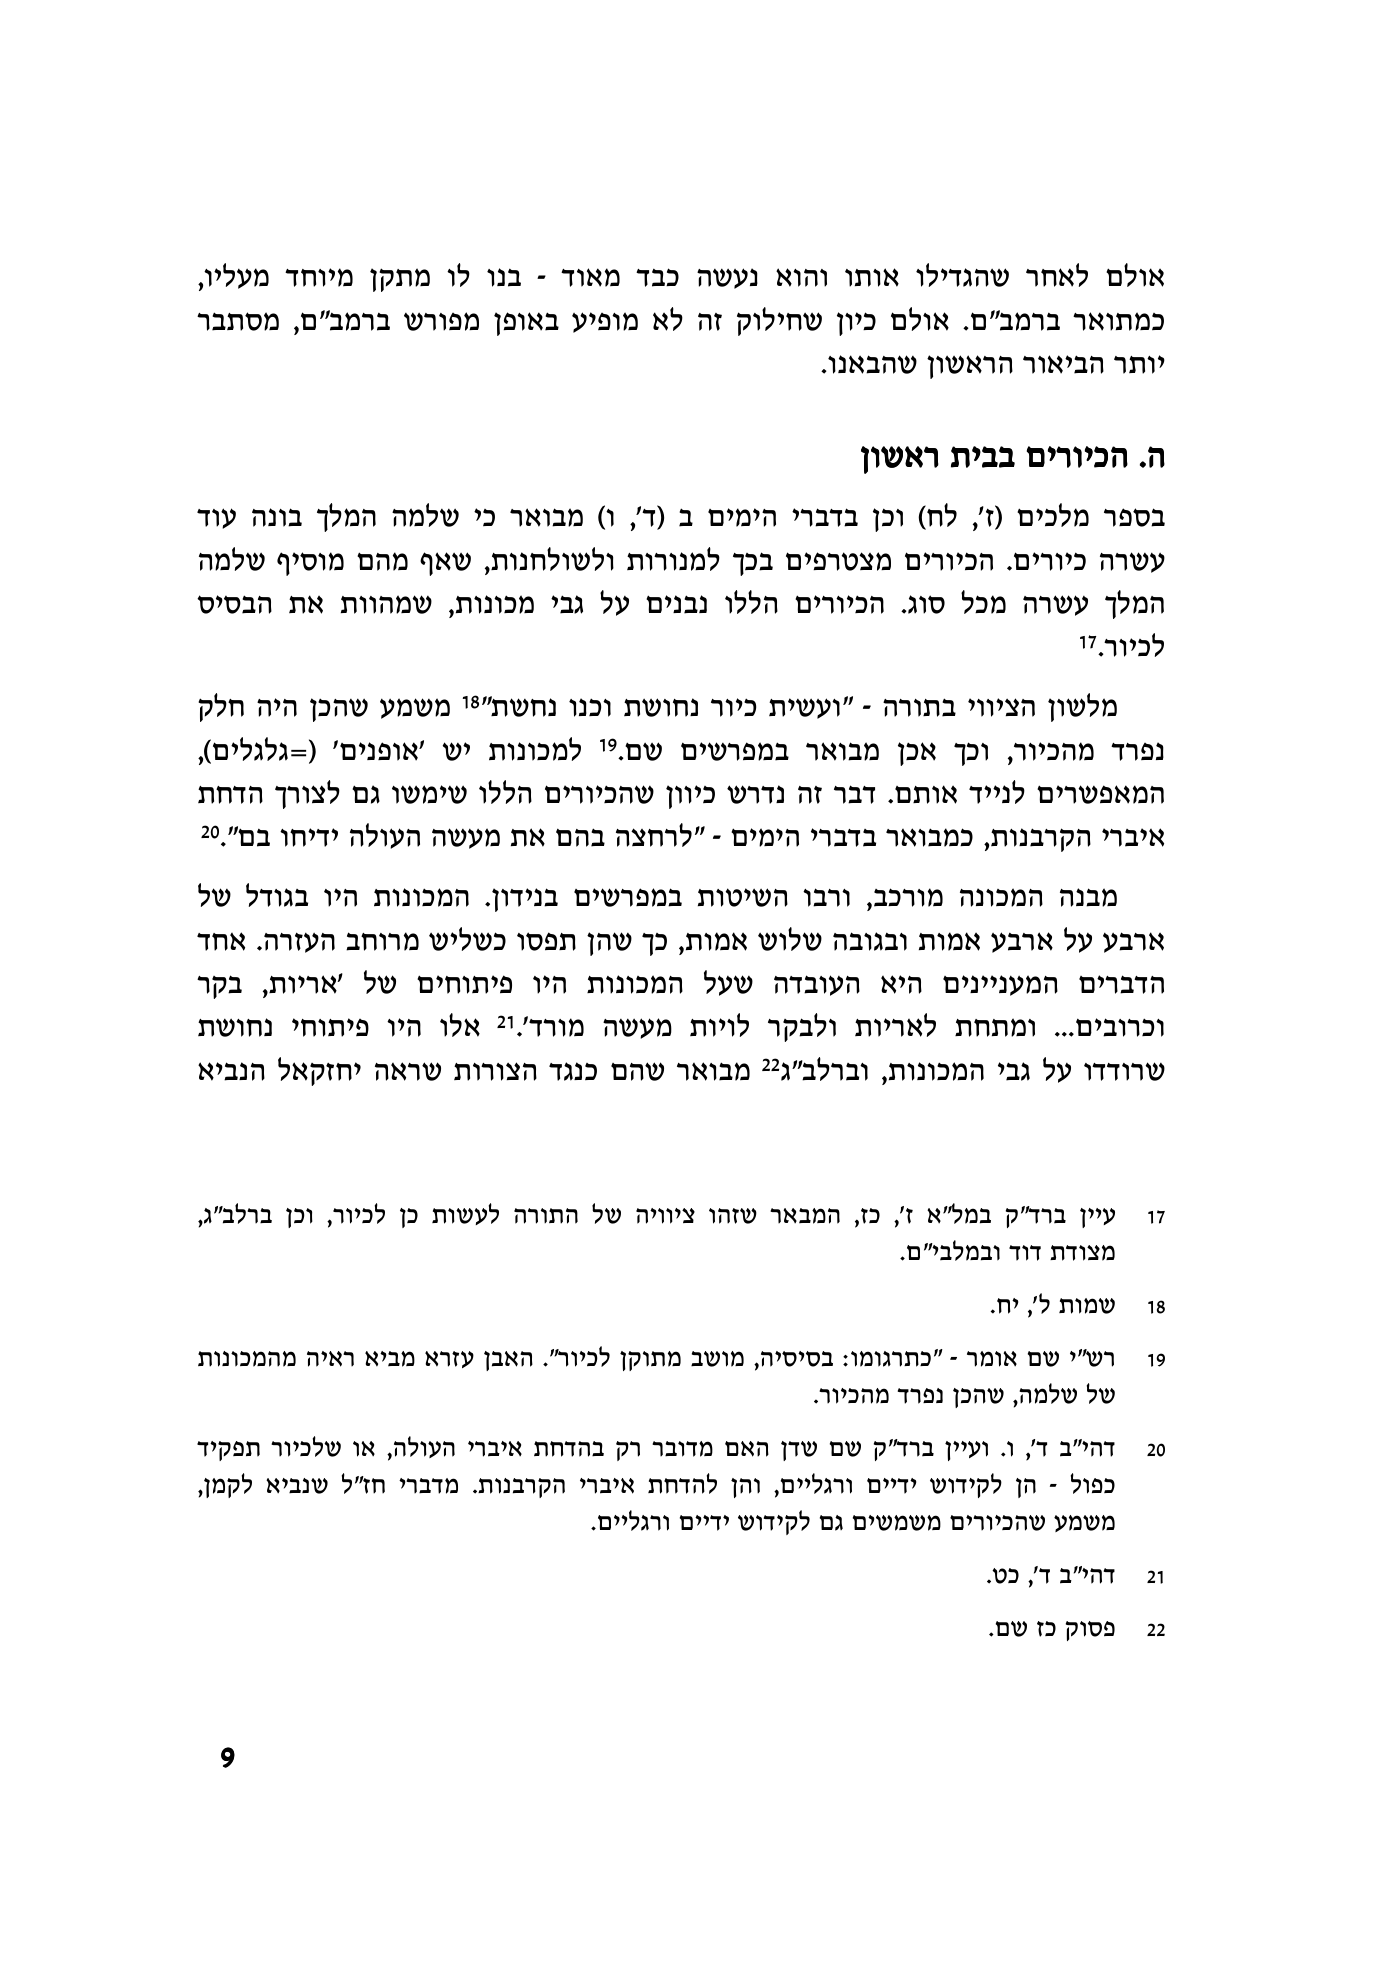 אולם לאחר שהגדילו אותו והוא נעשה כבד מאוד - בנו לו מתקן מיוחד מעליו,
כמתואר ברמב"ם. אולם כיון שחילוק זה לא מופיע באופן מפורש ברמב"ם, מסתבר
יותר הביאור הראשון שהבאנו.
ה. הכיורים בבית ראשון
בספר מלכים (ז', לח) וכן בדברי הימים ב (ד', ו) מבואר כי שלמה המלך בונה עוד
עשרה כיורים. הכיורים מצטרפים בכך למנורות ולשולחנות, שאף מהם מוסיף שלמה
המלך עשרה מכל סוג. הכיורים הללו נבנים על גבי מכונות, שמהוות את הבסיס
לכיור.17
מלשון הציווי בתורה - "ועשית כיור נחושת וכנו נחשת"18 משמע שהכן היה חלק
נפרד מהכיור, וכך אכן מבואר במפרשים שם.19 למכונות יש 'אופנים' (=גלגלים),
המאפשרים לנייד אותם. דבר זה נדרש כיוון שהכיורים הללו שימשו גם לצורך הדחת
איברי הקרבנות, כמבואר בדברי הימים - "לרחצה בהם את מעשה העולה ידיחו בם".20
מבנה המכונה מורכב, ורבו השיטות במפרשים בנידון. המכונות היו בגודל של
ארבע על ארבע אמות ובגובה שלוש אמות, כך שהן תפסו כשליש מרוחב העזרה. אחד
הדברים המעניינים היא העובדה שעל המכונות היו פיתוחים של 'אריות, בקר
וכרובים... ומתחת לאריות ולבקר לויות מעשה מורד'.21 אלו היו פיתוחי נחושת
שרודדו על גבי המכונות, וברלב"ג22 מבואר שהם כנגד הצורות שראה יחזקאל הנביא
17 עיין ברד"ק במל"א ז', כז, המבאר שזהו ציוויה של התורה לעשות כן לכיור, וכן ברלב"ג,
מצודת דוד ובמלבי"ם.
18 שמות ל', יח.
19 רש"י שם אומר - "כתרגומו: בסיסיה, מושב מתוקן לכיור". האבן עזרא מביא ראיה מהמכונות
של שלמה, שהכן נפרד מהכיור.
20 דהי"ב ד', ו. ועיין ברד"ק שם שדן האם מדובר רק בהדחת איברי העולה, או שלכיור תפקיד
כפול - הן לקידוש ידיים ורגליים, והן להדחת איברי הקרבנות. מדברי חז"ל שנביא לקמן,
משמע שהכיורים משמשים גם לקידוש ידיים ורגליים.
21 דהי"ב ד', כט.
22 פסוק כז שם.
9